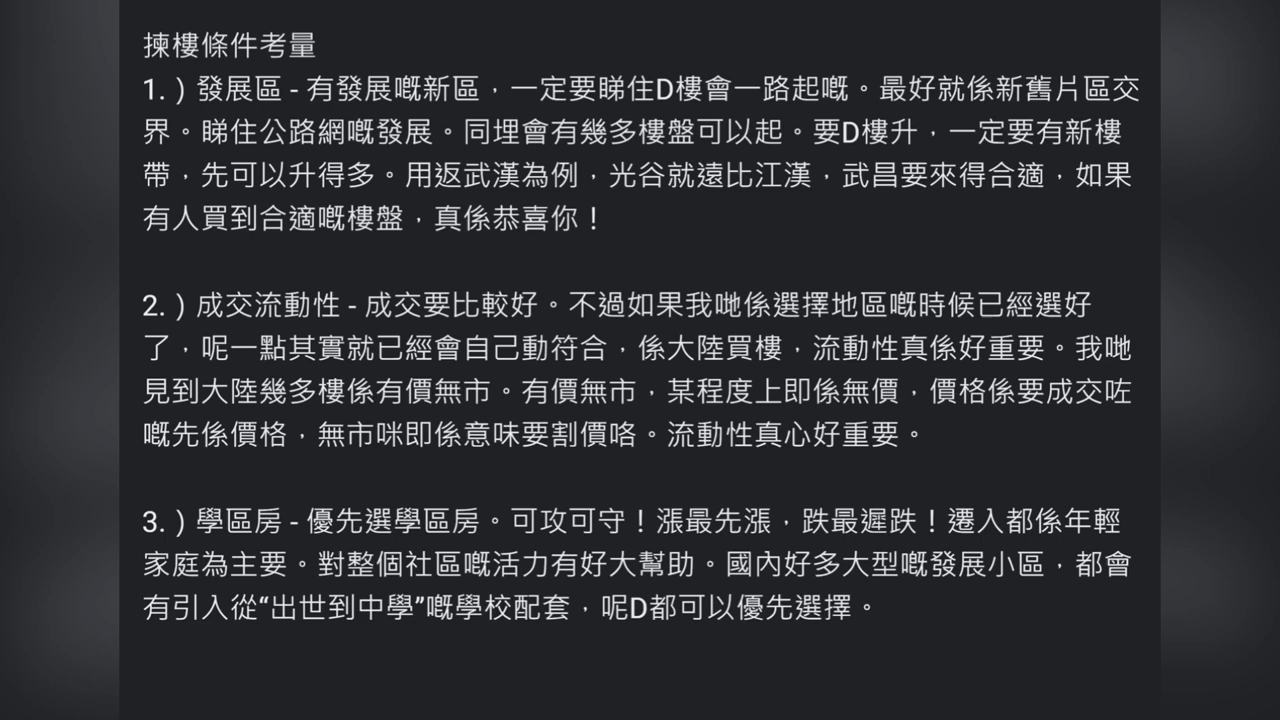 揀樓條件考量
1. ）發展區 - 有發展嘅新區，一定要睇住D樓會一路起嘅。最好就係新舊片區交
界。睇住公路網嘅發展。同埋會有幾多樓盤可以起。要D樓升，一定要有新樓
帶，先可以升得多。用返武漢為例，光谷就遠比江漢，武昌要來得合適，如果
有人買到合適嘅樓盤，真係恭喜你！
2. ）成交流動性 - 成交要比較好。不過如果我哋係選擇地區嘅時候已經選好
了，呢一點其實就已經會自己動符合，係大陸買樓，流動性真係好重要。我哋
見到大陸幾多樓係有價無市。有價無市，某程度上即係無價，價格係要成交咗
嘅先係價格，無市咪即係意味要割價咯。流動性真心好重要。
3. ）學區房 - 優先選學區房。可攻可守！漲最先漲，跌最遲跌！遷入都係年輕
家庭為主要。對整個社區嘅活力有好大幫助。國內好多大型嘅發展小區，都會
有引入從“出世到中學”嘅學校配套，呢D都可以優先選擇。